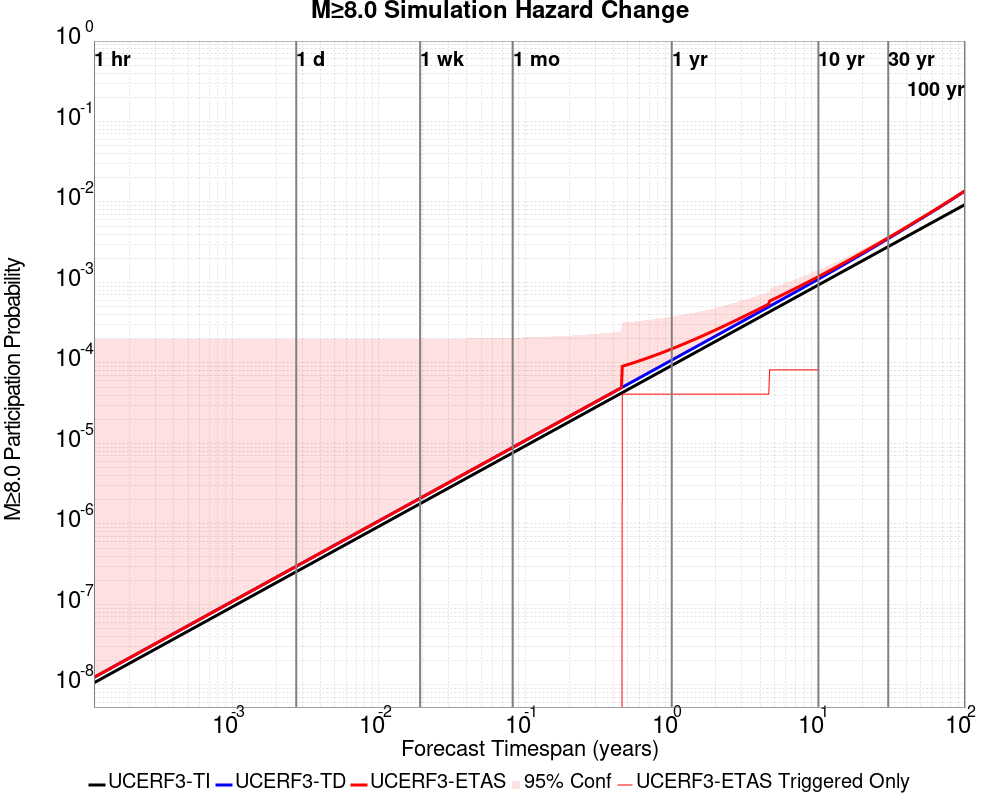 M≥8.0 Simulation Hazard Change
10^0
1 hr 1 d 1 wk 1 mo 1 yr 10 yr 30 yr
100 yr
10^-1
10^-2
10^-3
10^-4
10^-5
10^-6
10^-7
10^-8
M≥8.0 Participation Probability
10^-3 10^-2 10^-1 10^0 10^1 10^2
Forecast Timespan (years)
UCERF3-TI UCERF3-TD UCERF3-ETAS 95% Conf UCERF3-ETAS Triggered Only